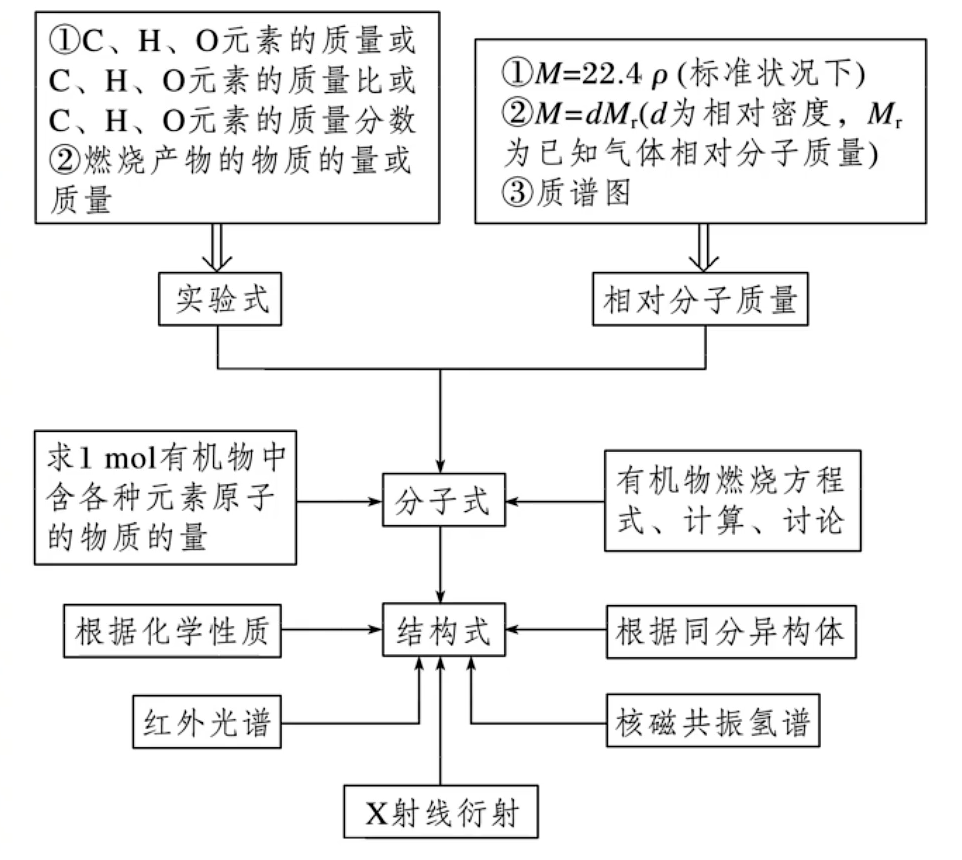 ①C、H、O元素的质量或
C、H、O元素的质量比或
C、H、O元素的质量分数
②燃烧产物的物质的量或
质量
①M=22.4 ρ (标准状况下)
②M=dMr(d为相对密度，Mr
为已知气体相对分子质量)
③质谱图
实验式
相对分子质量
求1 mol有机物中
含各种元素原子
的物质的量
分子式
有机物燃烧方程
式、计算、讨论
根据化学性质
结构式
根据同分异构体
红外光谱
核磁共振氢谱
X射线衍射